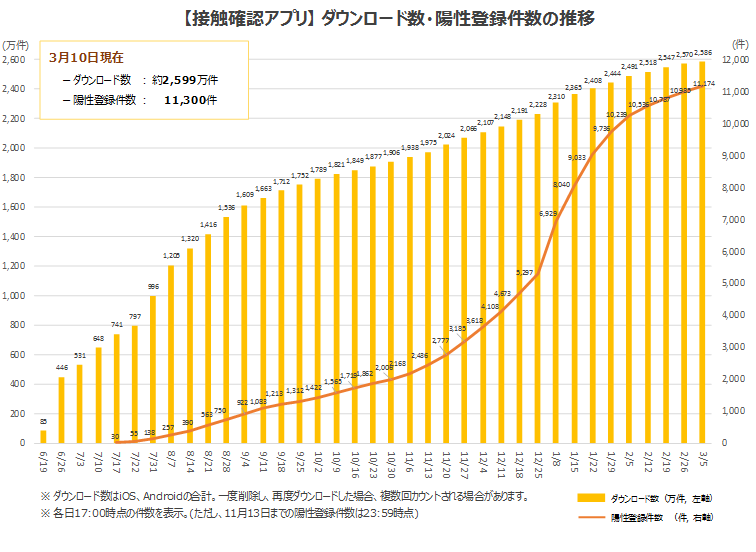 【接触確認アプリ】ダウンロード数・陽性登録件数の推移
(万件)
(件)
3月10日現在
－ダウンロード数 ： 約2,599万件
－陽性登録件数 ： 11,300件
2,600
2,400
2,200
2,000
1,800
1,600
1,400
1,200
1,000
800
600
400
200
0
12,000
11,000
10,000
9,000
8,000
7,000
6,000
5,000
4,000
3,000
2,000
1,000
0
85 446 531 648 741 797 996 1,205 1,320 1,416 1,536 1,609 1,663 1,712 1,752 1,789 1,821 1,849 1,877 1,906 1,938 1,975 2,024 2,066 2,107 2,148 2,191 2,228 2,310 2,365 2,408 2,444 2,491 2,518 2,547 2,570 2,586
30 55 138 257 390 563 750 922 1,083 1,213 1,312 1,422 1,565 1,719 1,862 2,006 2,168 2,436 2,777 3,185 3,618 4,108 4,673 5,297 6,929 8,040 9,033 9,736 10,239 10,536 10,787 10,985 11,174
6/19 6/26 7/3 7/10 7/17 7/22 7/31 8/7 8/14 8/21 8/28 9/4 9/11 9/18 9/25 10/2 10/9 10/16 10/23 10/30 11/6 11/13 11/20 11/27 12/4 12/11 12/18 12/25 1/8 1/15 1/22 1/29 2/5 2/12 2/19 2/26 3/5
※ ダウンロード数はiOS、Androidの合計。一度削除し、再度ダウンロードした場合、複数回カウントされる場合があります。
※ 各日17:00時点の件数を表示。(ただし、11月13日までの陽性登録件数は23:59時点)
ダウンロード数（万件, 左軸）
陽性登録件数 （件, 右軸）